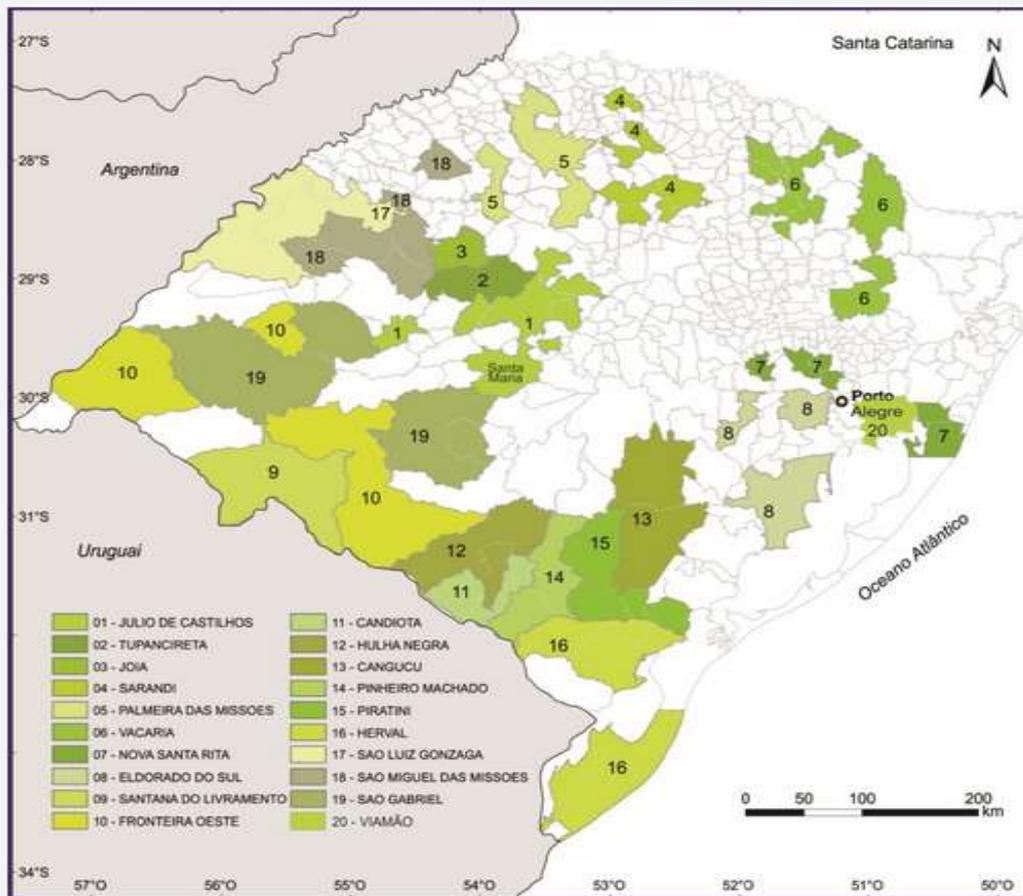 27°S
Santa Catarina
N
4
4
28°S
Argentina
18
5
6
5
4
6
17
18
18
3
2
29°S
6
10
1
1
7
7
10
19
Santa
Maria
30°S
Porto
Alegre
8
20
7
8
19
9
10
8
13
31°S
15
12
14
11
Uruguai
Oceano Atlântico
16
16
01 - JULIO DE CASTILHOS
02 - TUPANCIRETA
03 - JOIA
04 - SARANDI
05 - PALMEIRA DAS MISSOES
06 - VACARIA
07 - NOVA SANTA RITA
08 - ELDORADO DO SUL
09 - SANTANA DO LIVRAMENTO
10 - FRONTEIRA OESTE
11 - CANDIOTA
12 - HULHA NEGRA
13 - CANGUCU
14 - PINHEIRO MACHADO
15 - PIRATINI
16 - HERVAL
17 - SAO LUIZ GONZAGA
18 - SAO MIGUEL DAS MISSOES
19 - SAO GABRIEL
20 - VIAMÃO
0 50 100 200
km
34°S
57°O 56°O 55°O 54°O 53°O 52°O 51°O 50°O